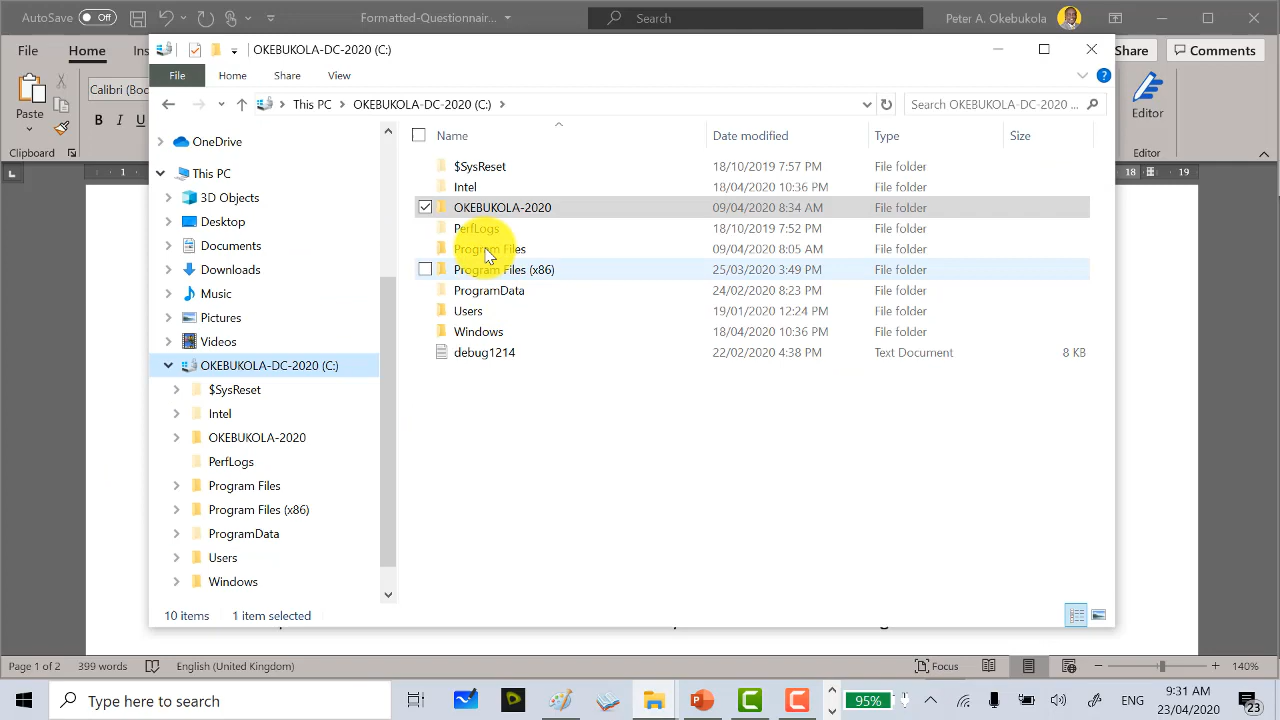 AutoSave Off Formatted-Questionnair... Search Peter A. Okebukola
File Home In Share Comments
Paste Calibri (Boo
B I U
Clipboard
Editor
Editor
1 18 19
OKEBUKOLA-DC-2020 (C:)
File Home Share View
This PC OKEBUKOLA-DC-2020 (C:) Search OKEBUKOLA-DC-2020 ...
OneDrive
This PC
3D Objects
Desktop
Documents
Downloads
Music
Pictures
Videos
OKEBUKOLA-DC-2020 (C:)
$SysReset
Intel
OKEBUKOLA-2020
PerfLogs
Program Files
Program Files (x86)
ProgramData
Users
Windows
Name Date modified Type Size
$SysReset 18/10/2019 7:57 PM File folder
Intel 18/04/2020 10:36 PM File folder
OKEBUKOLA-2020 09/04/2020 8:34 AM File folder
PerfLogs 18/10/2019 7:52 PM File folder
Program Files 09/04/2020 8:05 AM File folder
Program Files (x86) 25/03/2020 3:49 PM File folder
ProgramData 24/02/2020 8:23 PM File folder
Users 19/01/2020 12:24 PM File folder
Windows 18/04/2020 10:36 PM File folder
debug1214 22/02/2020 4:38 PM Text Document 8 KB
10 items 1 item selected
Page 1 of 2 399 words English (United Kingdom) Focus 140%
Type here to search 95% ENG 9:31 AM
23/04/2020 23